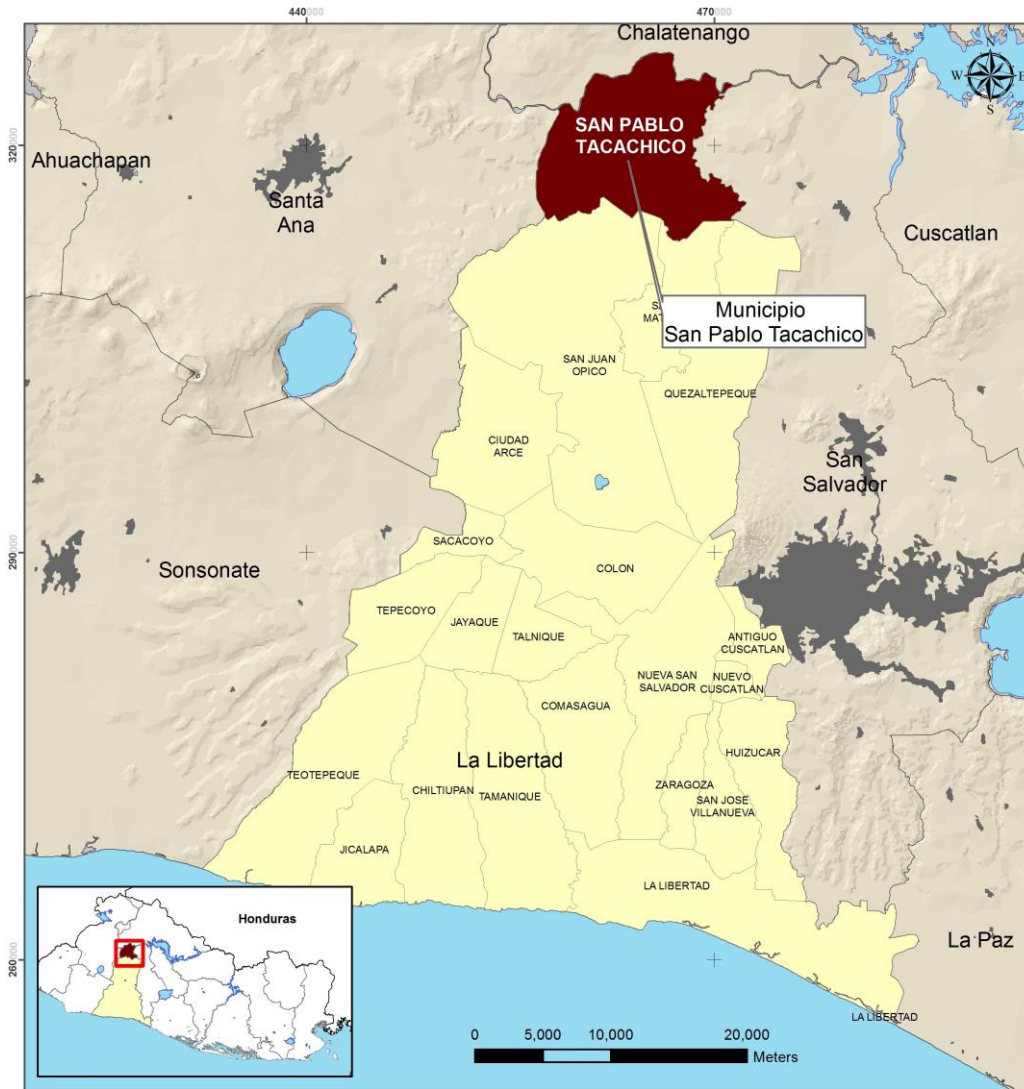 440000
470000
Chalatenango
N
W
E
S
320000
SAN PABLO
TACACHICO
Ahuachapan
Santa
Ana
Cuscatlan
Municipio
San Pablo Tacachico
SAN JUAN
OPICO
QUEZALTEPEQUE
CIUDAD
ARCE
San
Salvador
290000
SACACOYO
COLON
Sonsonate
TEPECOYO
JAYAQUE
TALNIQUE
ANTIGUO
CUSCATLAN
NUEVA SAN
SALVADOR
NUEVO
CUSCATLAN
COMASAGUA
HUIZUCAR
La Libertad
TEOTEPEQUE
CHILTIUPAN
TAMANIQUE
ZARAGOZA
SAN JOSE
VILLANUEVA
JICALAPA
LA LIBERTAD
Honduras
260000
La Paz
LA LIBERTAD
0 5,000 10,000 20,000
Meters